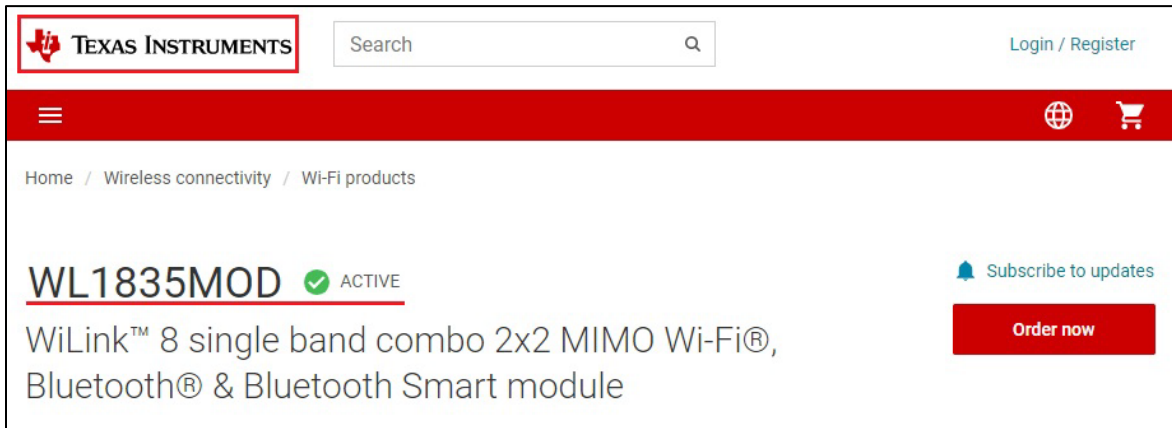 TEXAS INSTRUMENTS
Search
Login / Register
Home / Wireless connectivity / Wi-Fi products
WL1835MOD ACTIVE
Subscribe to updates
WiLink™ 8 single band combo 2x2 MIMO Wi-Fi®,
Order now
Bluetooth® & Bluetooth Smart module